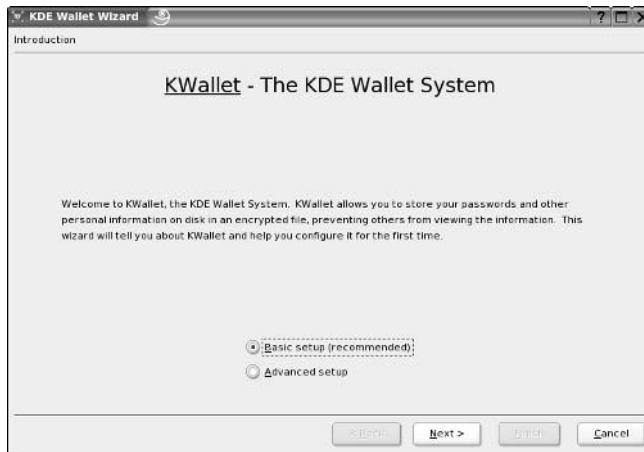 KDE Wallet Wizard
Introduction
KWallet - The KDE Wallet System
Welcome to KWallet, the KDE Wallet System. KWallet allows you to store your passwords and other
personal information on disk in an encrypted file, preventing others from viewing the information. This
wizard will tell you about KWallet and help you configure it for the first time.
Basic setup (recommended)
Advanced setup
< Back Next > Finish Cancel